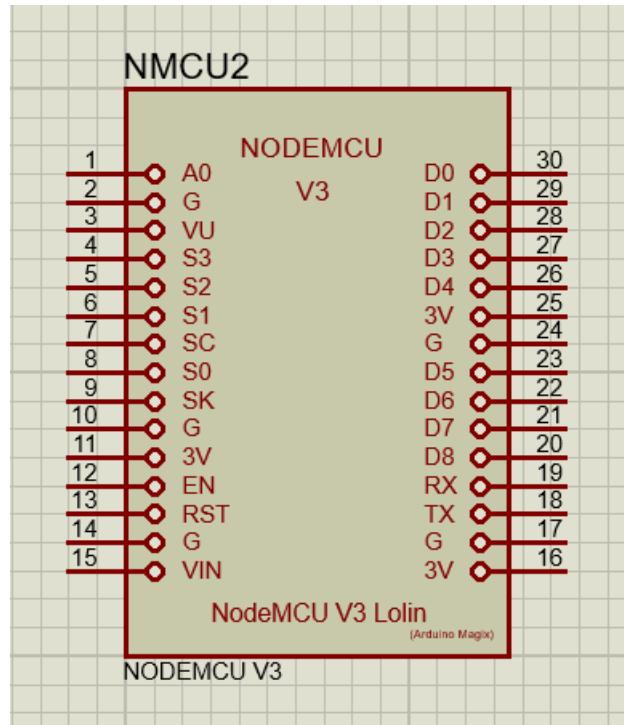 NMCU2
NODEMCU
V3
1 A0 D0 30
2 G D1 29
3 VU D2 28
4 S3 D3 27
5 S2 D4 26
6 S1 3V 25
7 SC G 24
8 S0 D5 23
9 SK D6 22
10 G D7 21
11 3V D8 20
12 EN RX 19
13 RST TX 18
14 G G 17
15 VIN 3V 16
NodeMCU V3 Lolin
(Arduino Magix)
NODEMCU V3